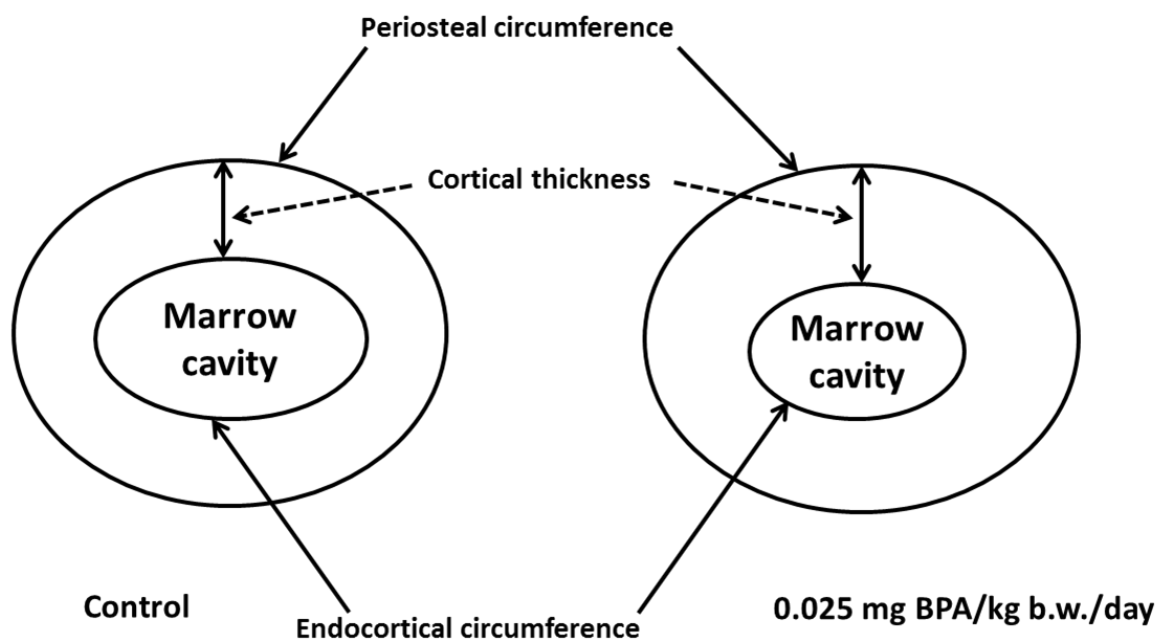 Periosteal circumference
Cortical thickness
Marrow
cavity
Marrow
cavity
Control
Endocortical circumference
0.025 mg BPA/kg b.w./day